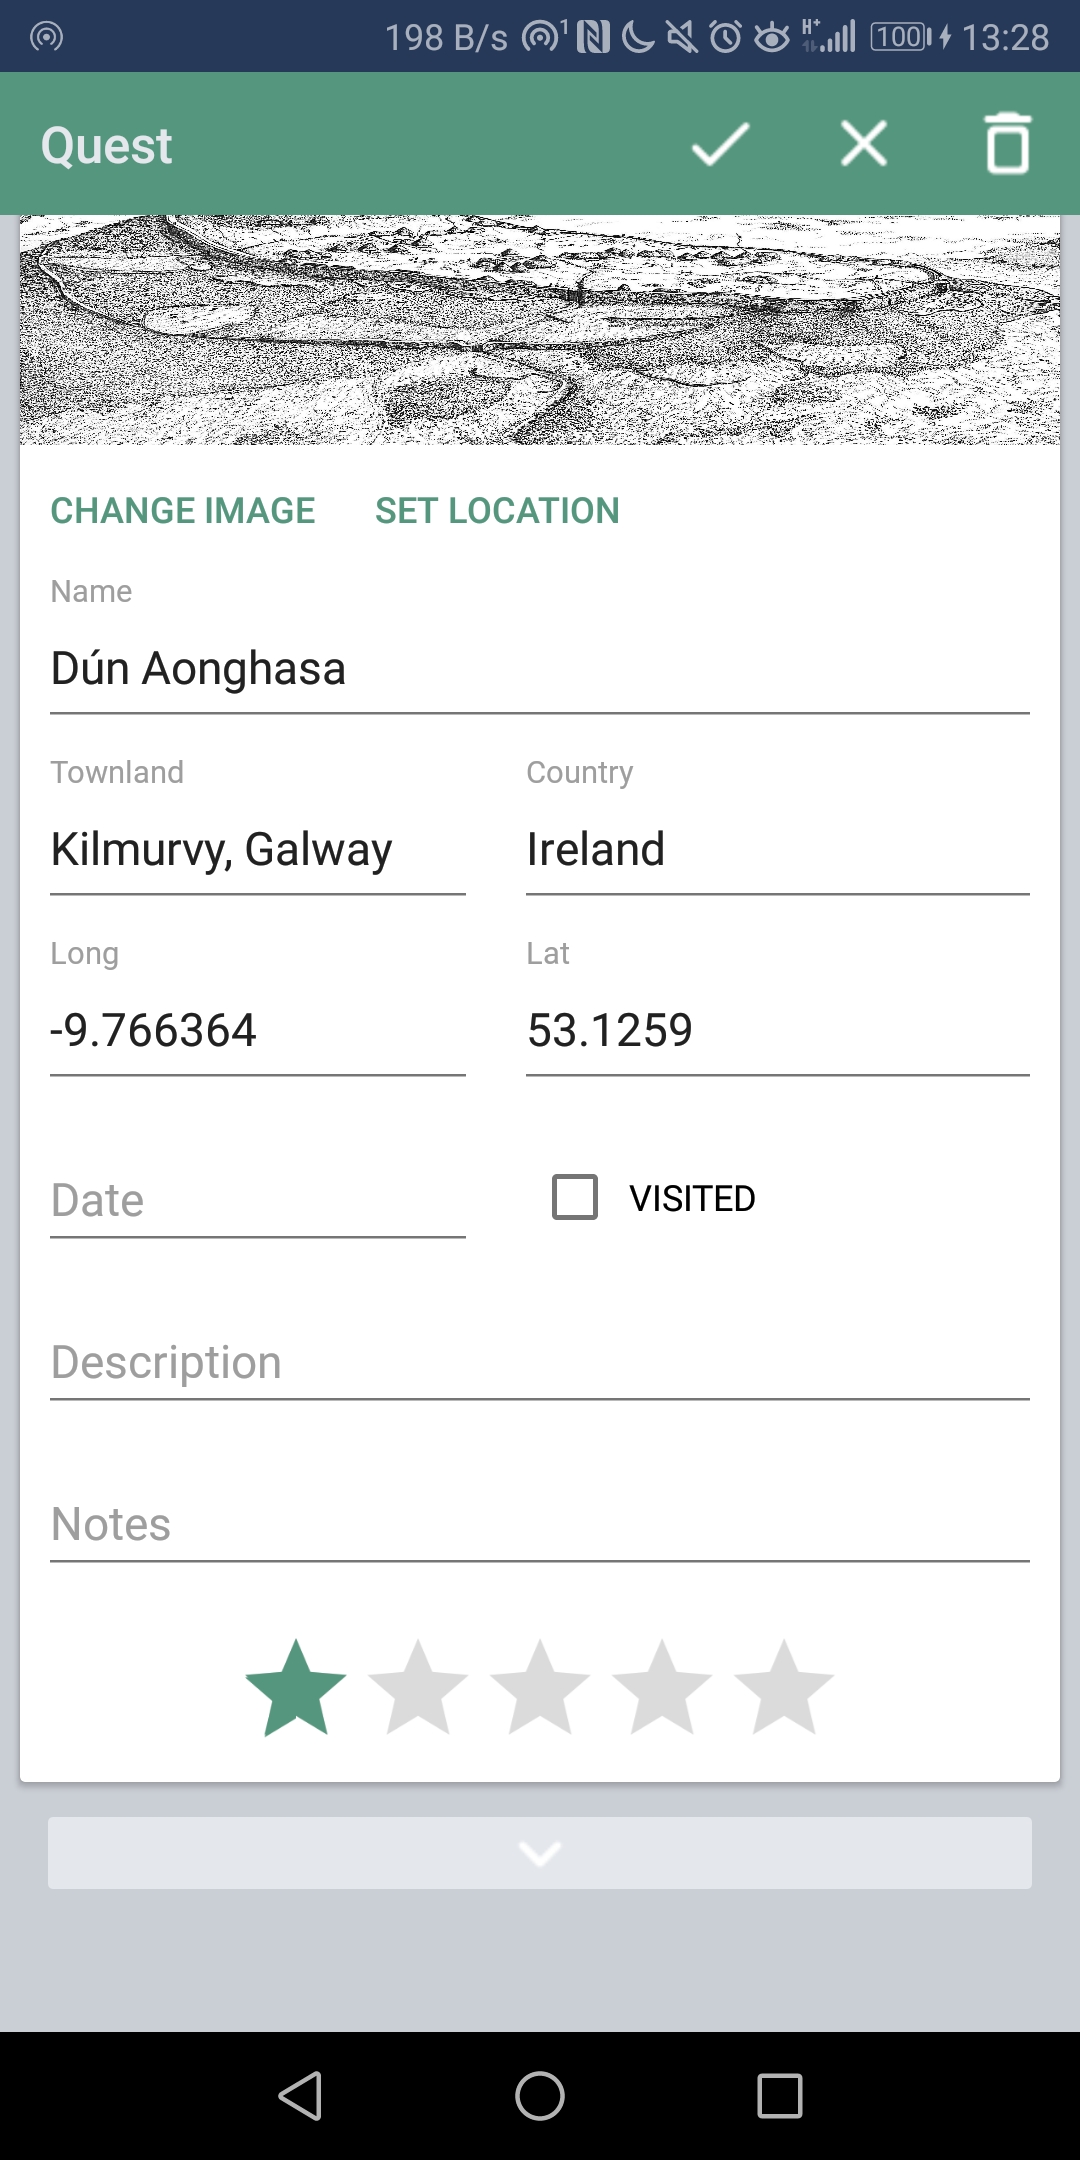 198 B/s 1 H+ 100 13:28
Quest
CHANGE IMAGE SET LOCATION
Name
Dún Aonghasa
Townland Country
Kilmurvy, Galway Ireland
Long Lat
-9.766364 53.1259
Date VISITED
Description
Notes